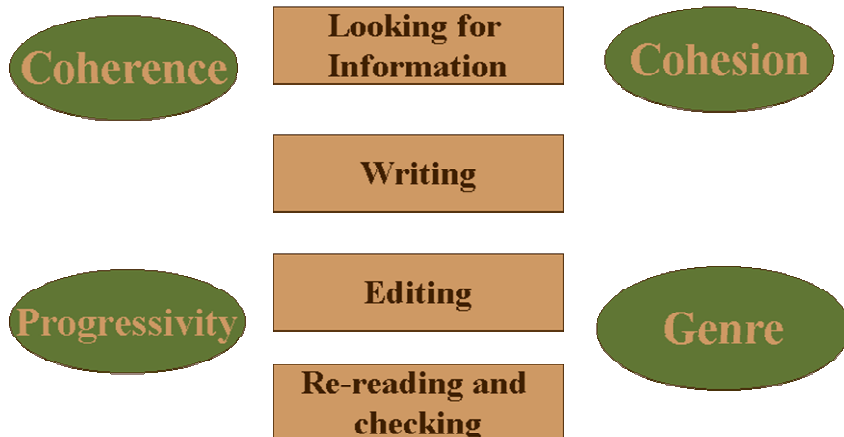 Coherence
Looking for
Information
Cohesion
Writing
Editing
Progressivity
Genre
Re-reading and
checking